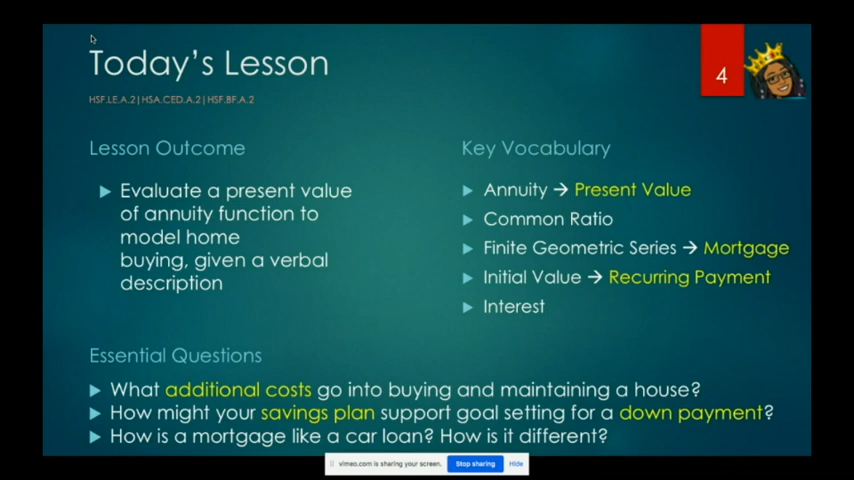 Today's Lesson
4
HSF.LE.A.2|HSA.CED.A.2|HSF.BF.A.2
Lesson Outcome
Evaluate a present value
of annuity function to
model home
buying, given a verbal
description
Key Vocabulary
Annuity → Present Value
Common Ratio
Finite Geometric Series → Mortgage
Initial Value → Recurring Payment
Interest
Essential Questions
What additional costs go into buying and maintaining a house?
How might your savings plan support goal setting for a down payment?
How is a mortgage like a car loan? How is it different?
vimeo.com is sharing your screen. Stop sharing Hide